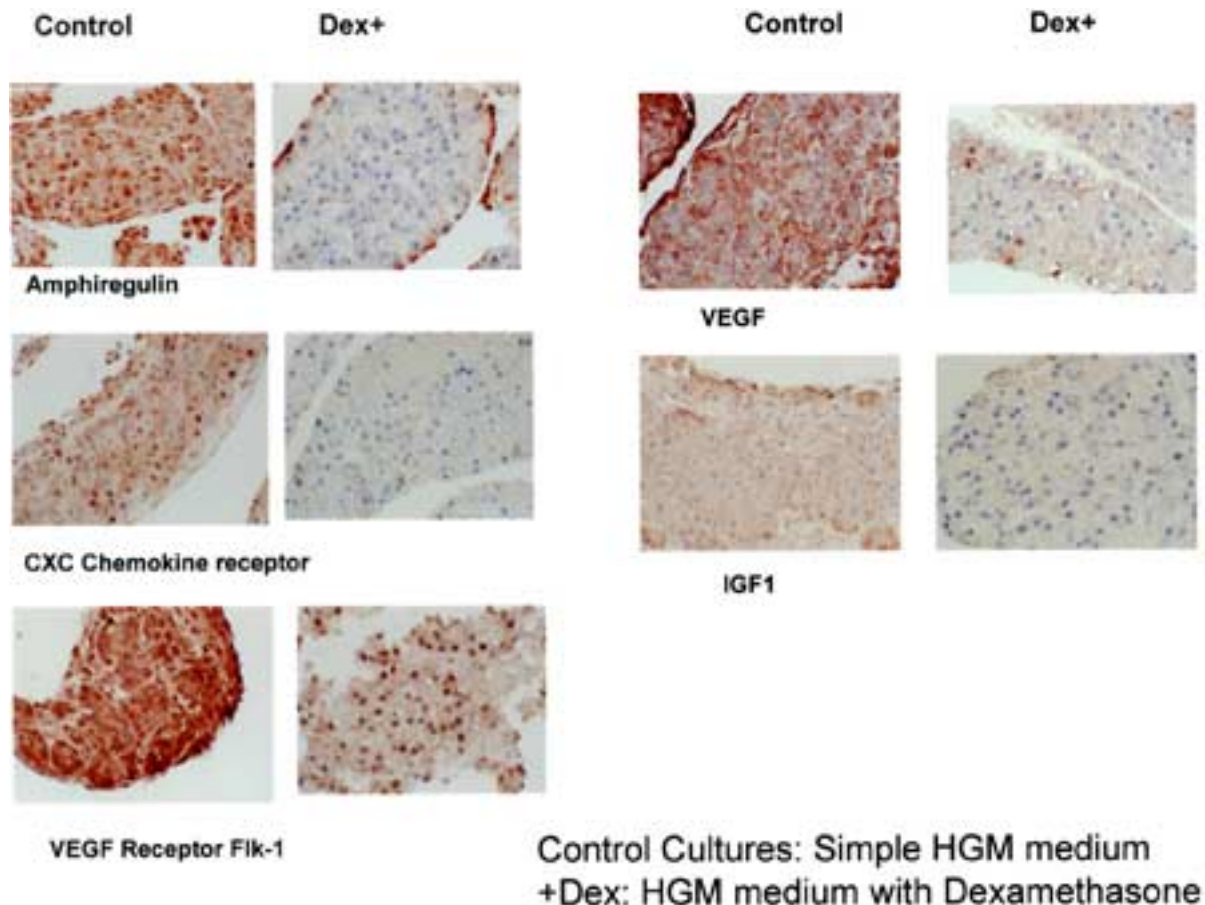 Control Dex+ Control Dex+
Amphiregulin
VEGF
CXC Chemokine receptor
IGF1
VEGF Receptor Flk-1
Control Cultures: Simple HGM medium
+Dex: HGM medium with Dexamethasone